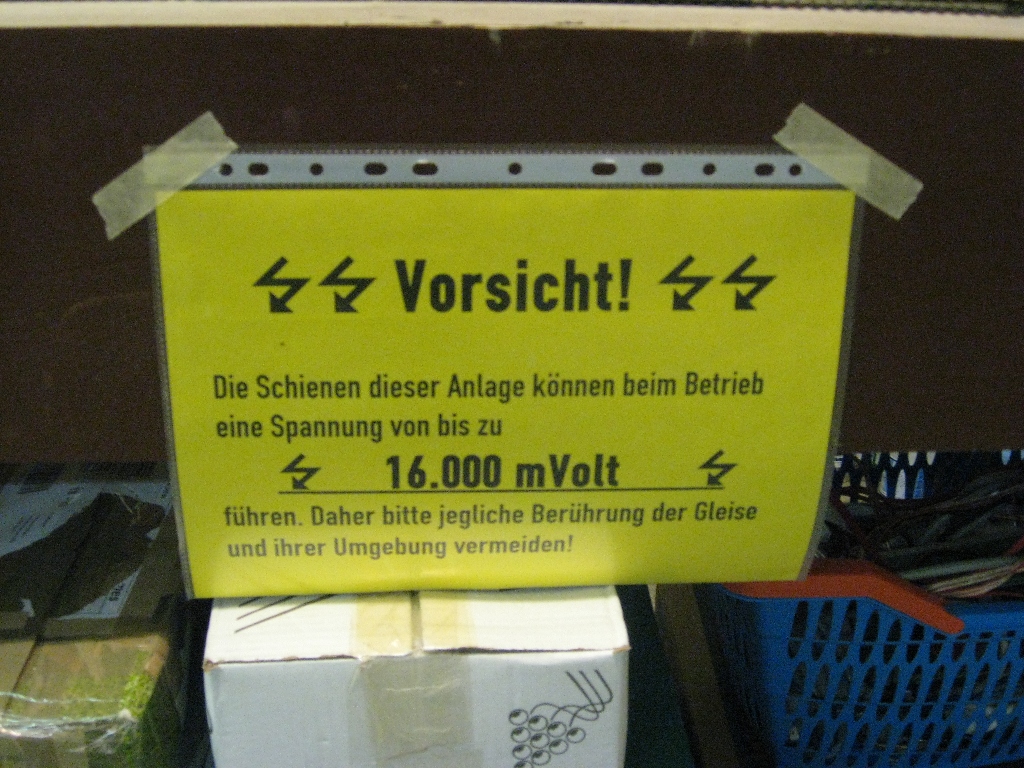 Vorsicht!
Die Schienen dieser Anlage können beim Betrieb
eine Spannung von bis zu
16.000 mVolt
führen. Daher bitte jegliche Berührung der Gleise
und ihrer Umgebung vermeiden!